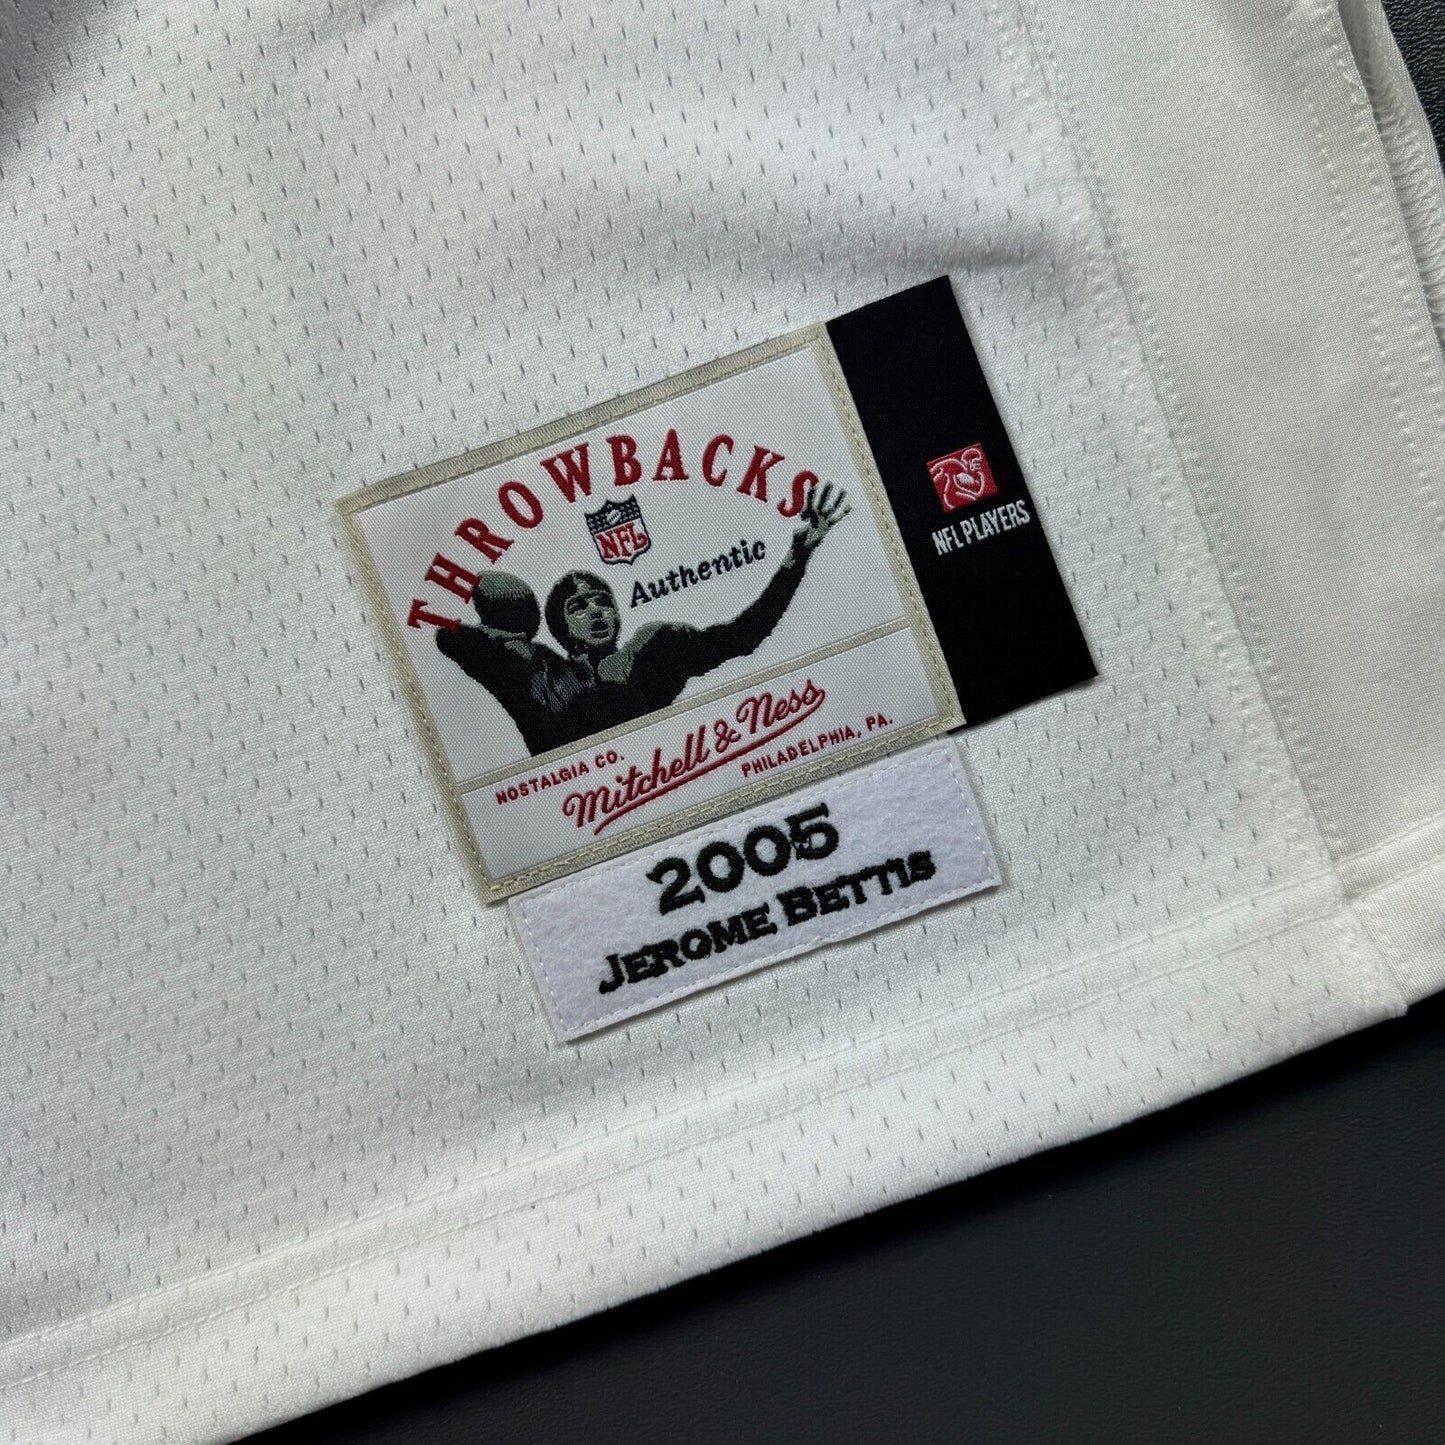 THROWBACKS
NFL
Authentic
NFL PLAYERS
NOSTALGIA CO.
Mitchell & Ness
PHILADELPHIA, PA.
2005
JEROME BETTIS